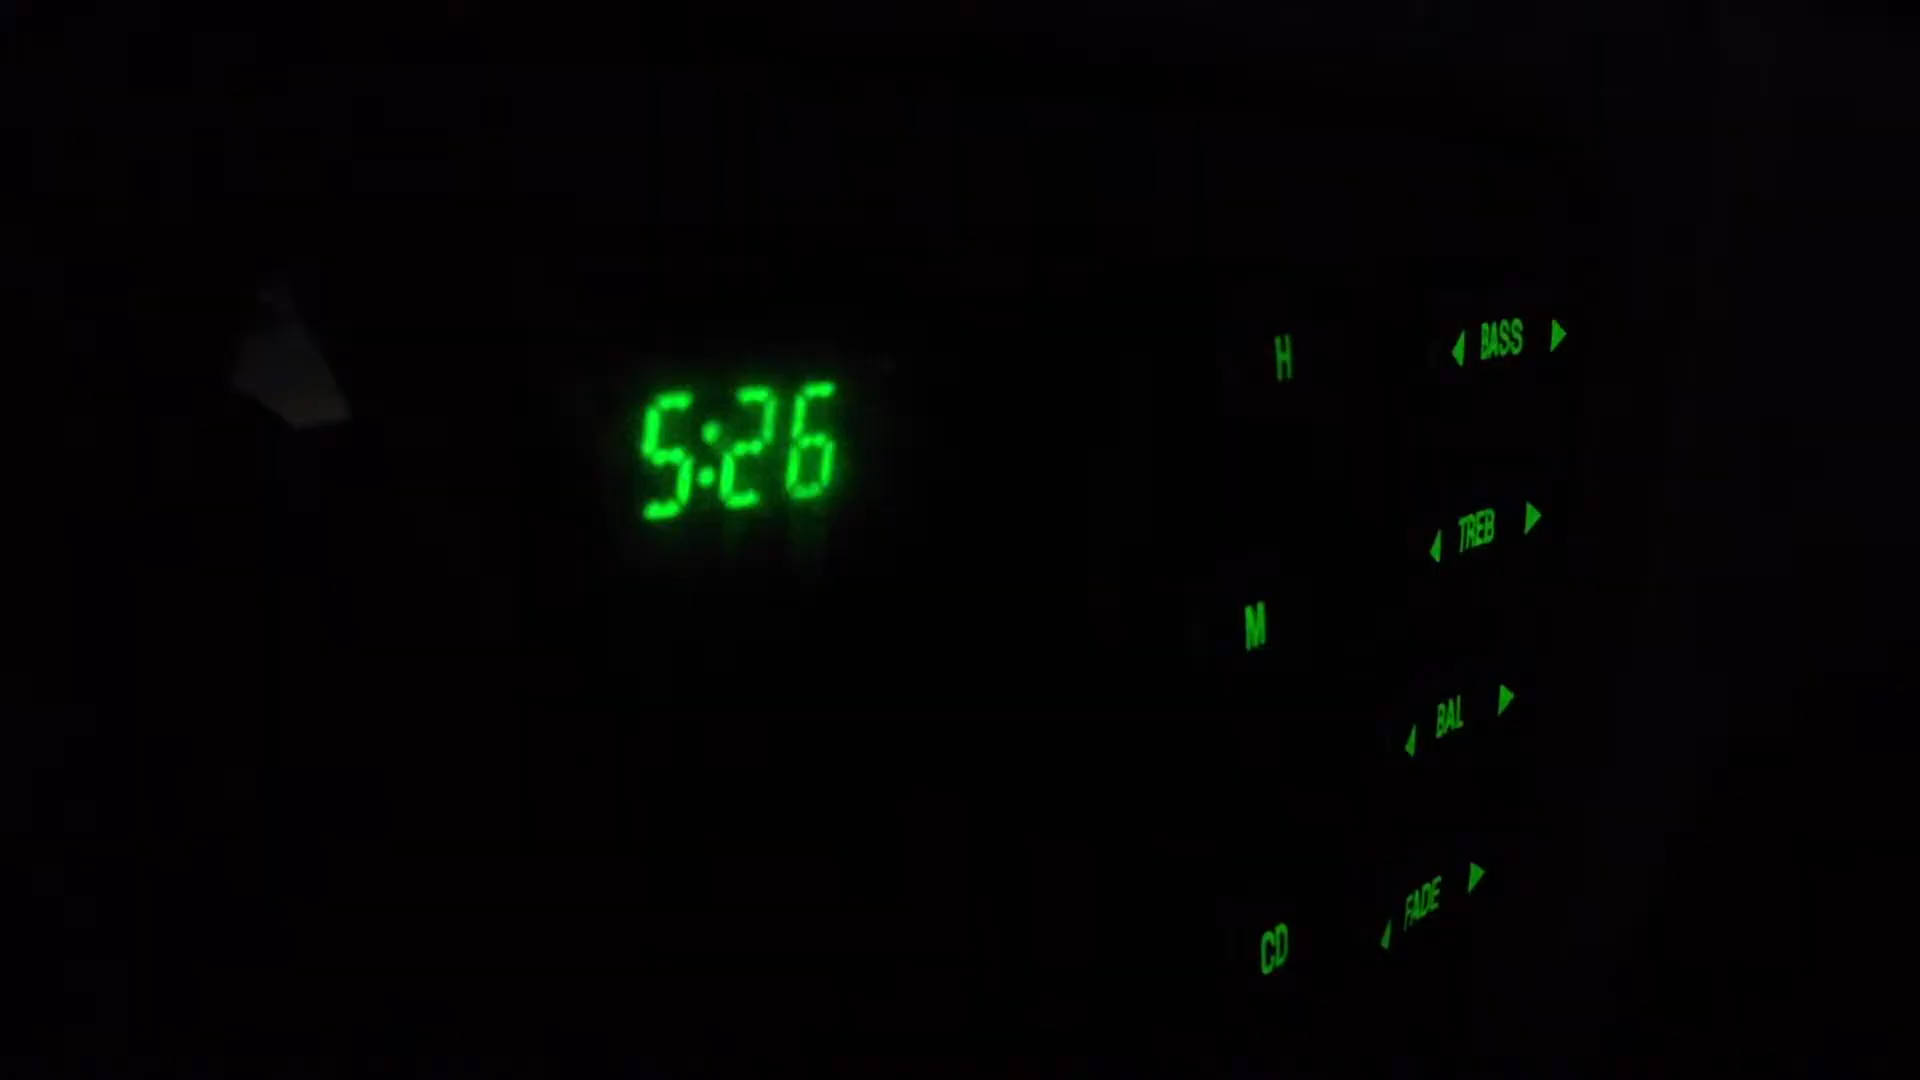 5:26
H
◀ BASS ▶
◀ TREB ▶
M
◀ BAL ▶
◀ FADE ▶
CD